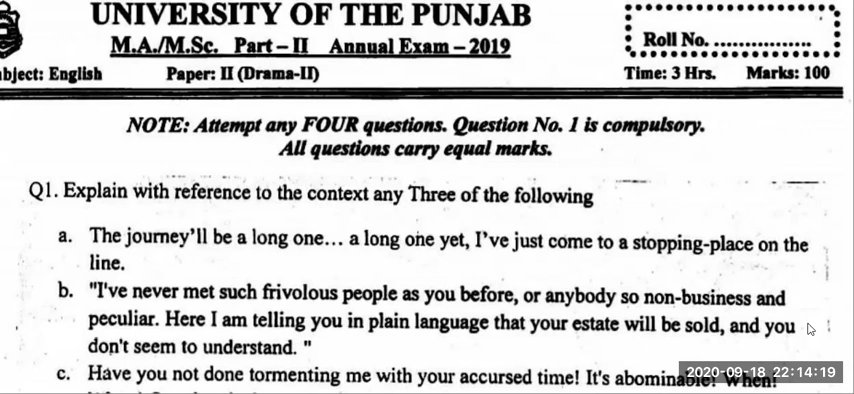 UNIVERSITY OF THE PUNJAB
M.A./M.Sc. Part – II Annual Exam – 2019
Roll No. ..................
bject: English Paper: II (Drama-II) Time: 3 Hrs. Marks: 100
NOTE: Attempt any FOUR questions. Question No. 1 is compulsory.
All questions carry equal marks.
Q1. Explain with reference to the context any Three of the following
a. The journey'll be a long one... a long one yet, I've just come to a stopping-place on the
line.
b. "I've never met such frivolous people as you before, or anybody so non-business and
peculiar. Here I am telling you in plain language that your estate will be sold, and you
don't seem to understand. "
c. Have you not done tormenting me with your accursed time! It's abominable! When!
2020-09-18 22:14:19